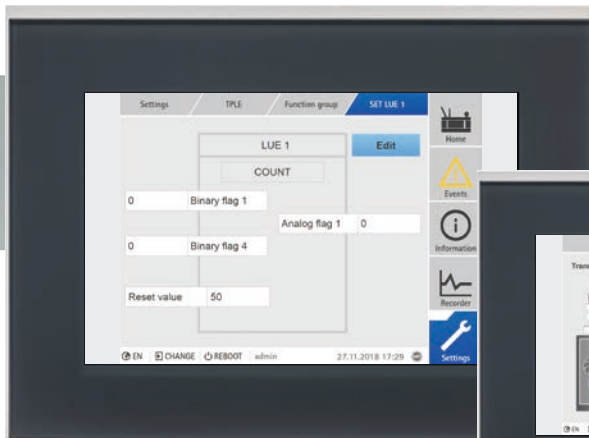 Settings TPLE Function group SET LUE 1
LUE 1 Edit
COUNT
Home
0 Binary flag 1
Events
Analog flag 1 0
0 Binary flag 4
Information
Reset value 50
Recorder
EN CHANGE REBOOT admin 27.11.2018 17:29 Settings
EN